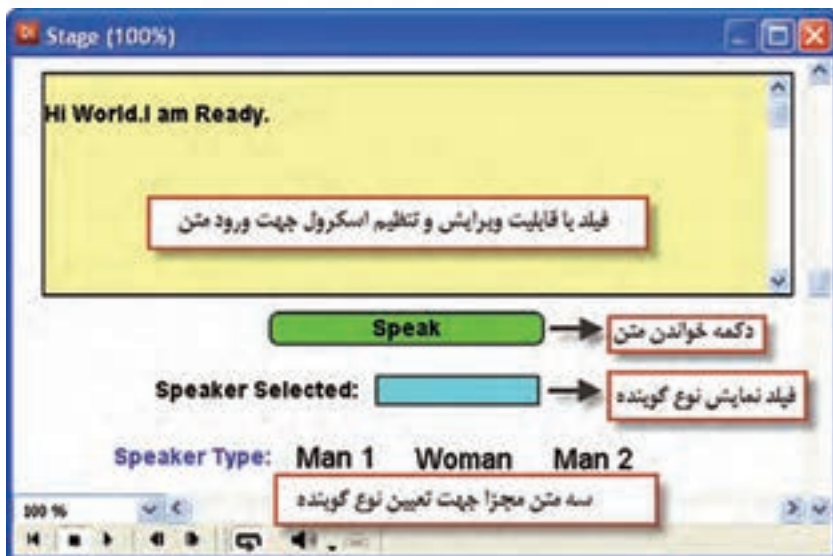 Stage (100%)
Hi World.I am Ready.
فیلد با قابلیت ویرایش و تنظیم اسکرول جهت ورود متن
Speak
دکمه خواندن متن
Speaker Selected:
فیلد نمایش نوع گوینده
Speaker Type: Man 1 Woman Man 2
سه متن مجزا جهت تعیین نوع گوینده
100 %